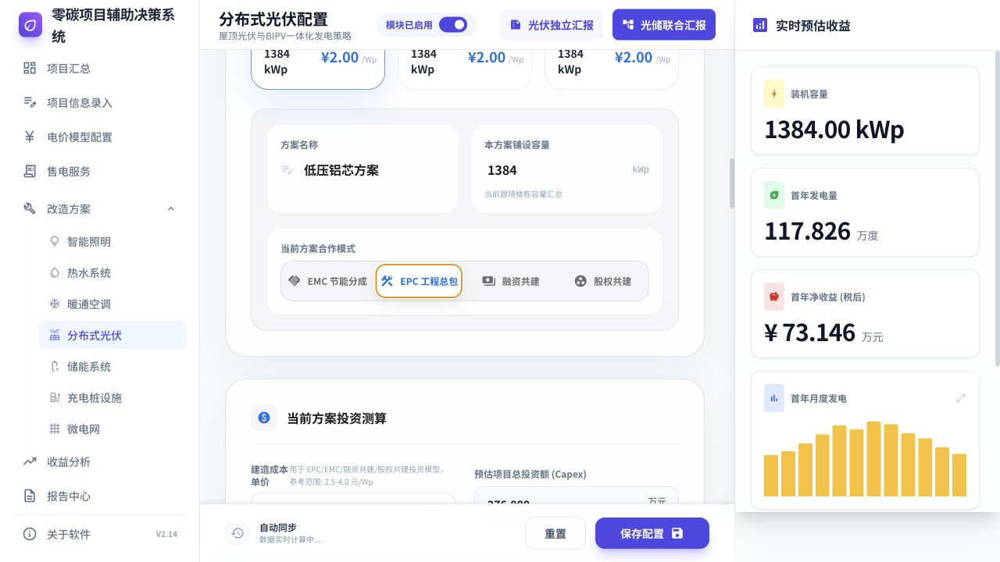 零碳项目辅助决策系
统
项目汇总
项目信息录入
电价模型配置
售电服务
改造方案
智能照明
热水系统
暖通空调
分布式光伏
储能系统
充电桩设施
微电网
收益分析
报告中心
关于软件
V2.14
分布式光伏配置
屋顶光伏与BIPV一体化发电策略
模块已启用
光伏独立汇报
光储联合汇报
1384
kWp
¥2.00 /Wp
1384
kWp
¥2.00 /Wp
1384
kWp
¥2.00 /Wp
方案名称
低压铝芯方案
本方案铺设容量
1384 kWp
当前跟随楼栋容量汇总
当前方案合作模式
EMC 节能分成
EPC 工程总包
融资共建
股权共建
当前方案投资测算
建造成本
单价
用于 EPC/EMC/融资共建/股权共建投资模型，
参考范围: 2.5-4.0 元/Wp
预估项目总投资额 (Capex)
276.800 万元
自动同步
数据实时计算中...
重置
保存配置
实时预估收益
装机容量
1384.00 kWp
首年发电量
117.826 万度
首年净收益 (税后)
¥ 73.146 万元
首年月度发电